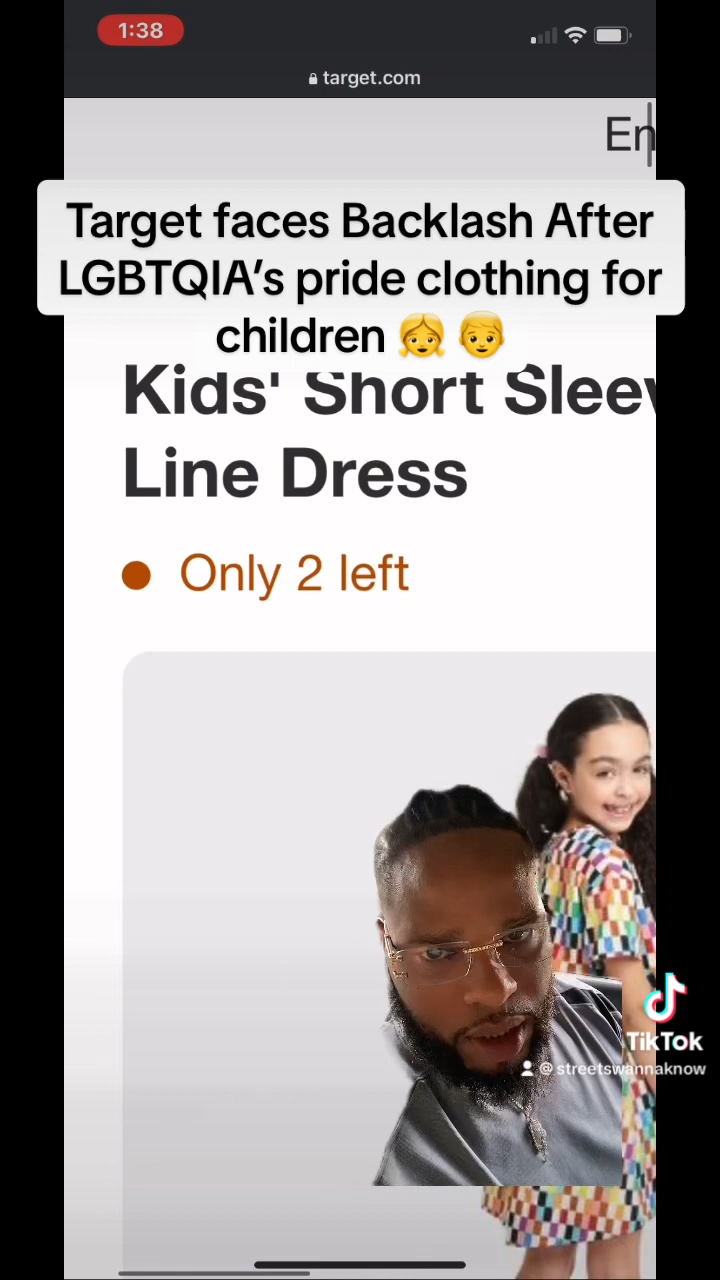 1:38
target.com
En
Target faces Backlash After
LGBTQIA’s pride clothing for
children 👧 👦
Kids' Short Slee
Line Dress
Only 2 left
TikTok
@streetswannaknow